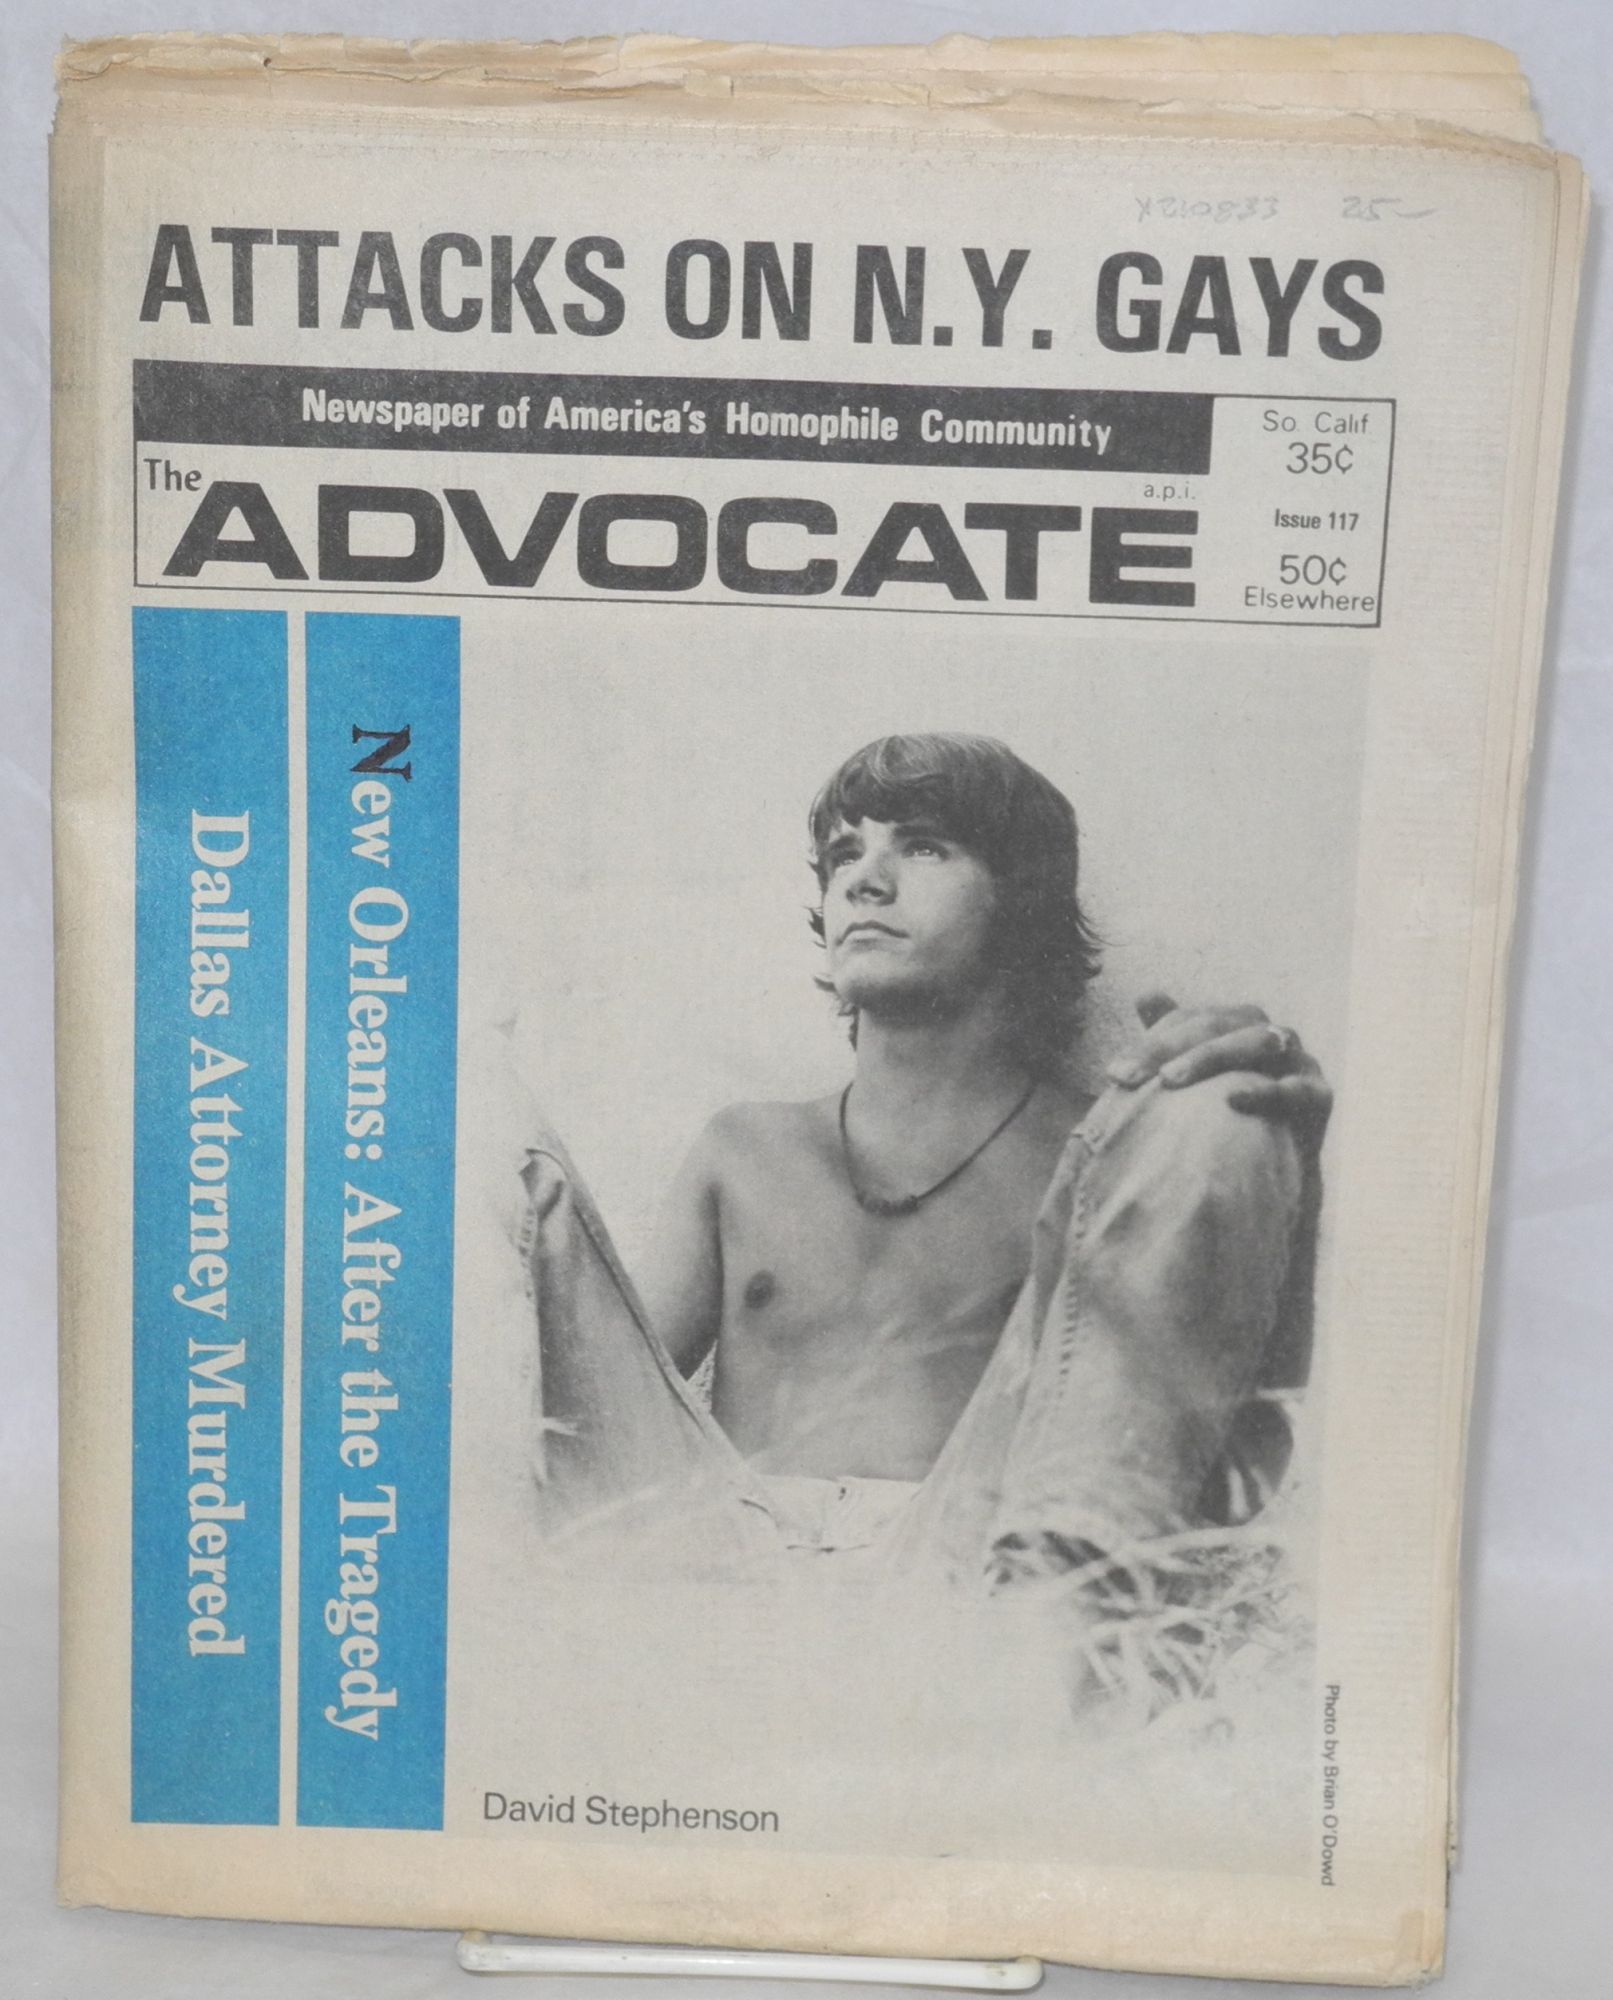 X210833 25—
ATTACKS ON N.Y. GAYS
Newspaper of America's Homophile Community
The ADVOCATE
a.p.i.
So. Calif.
35¢
Issue 117
50¢
Elsewhere
New Orleans: After the Tragedy
Dallas Attorney Murdered
David Stephenson
Photo by Brian O'Dowd